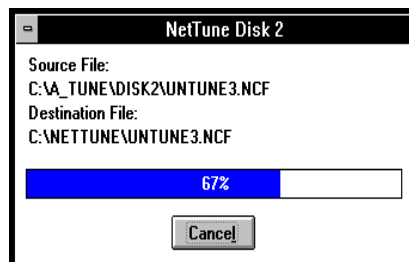 NetTune Disk 2
Source File:
C:\A_TUNE\DISK2\UNTUNE3.NCF
Destination File:
C:\NETTUNE\UNTUNE3.NCF
67%
Cancel